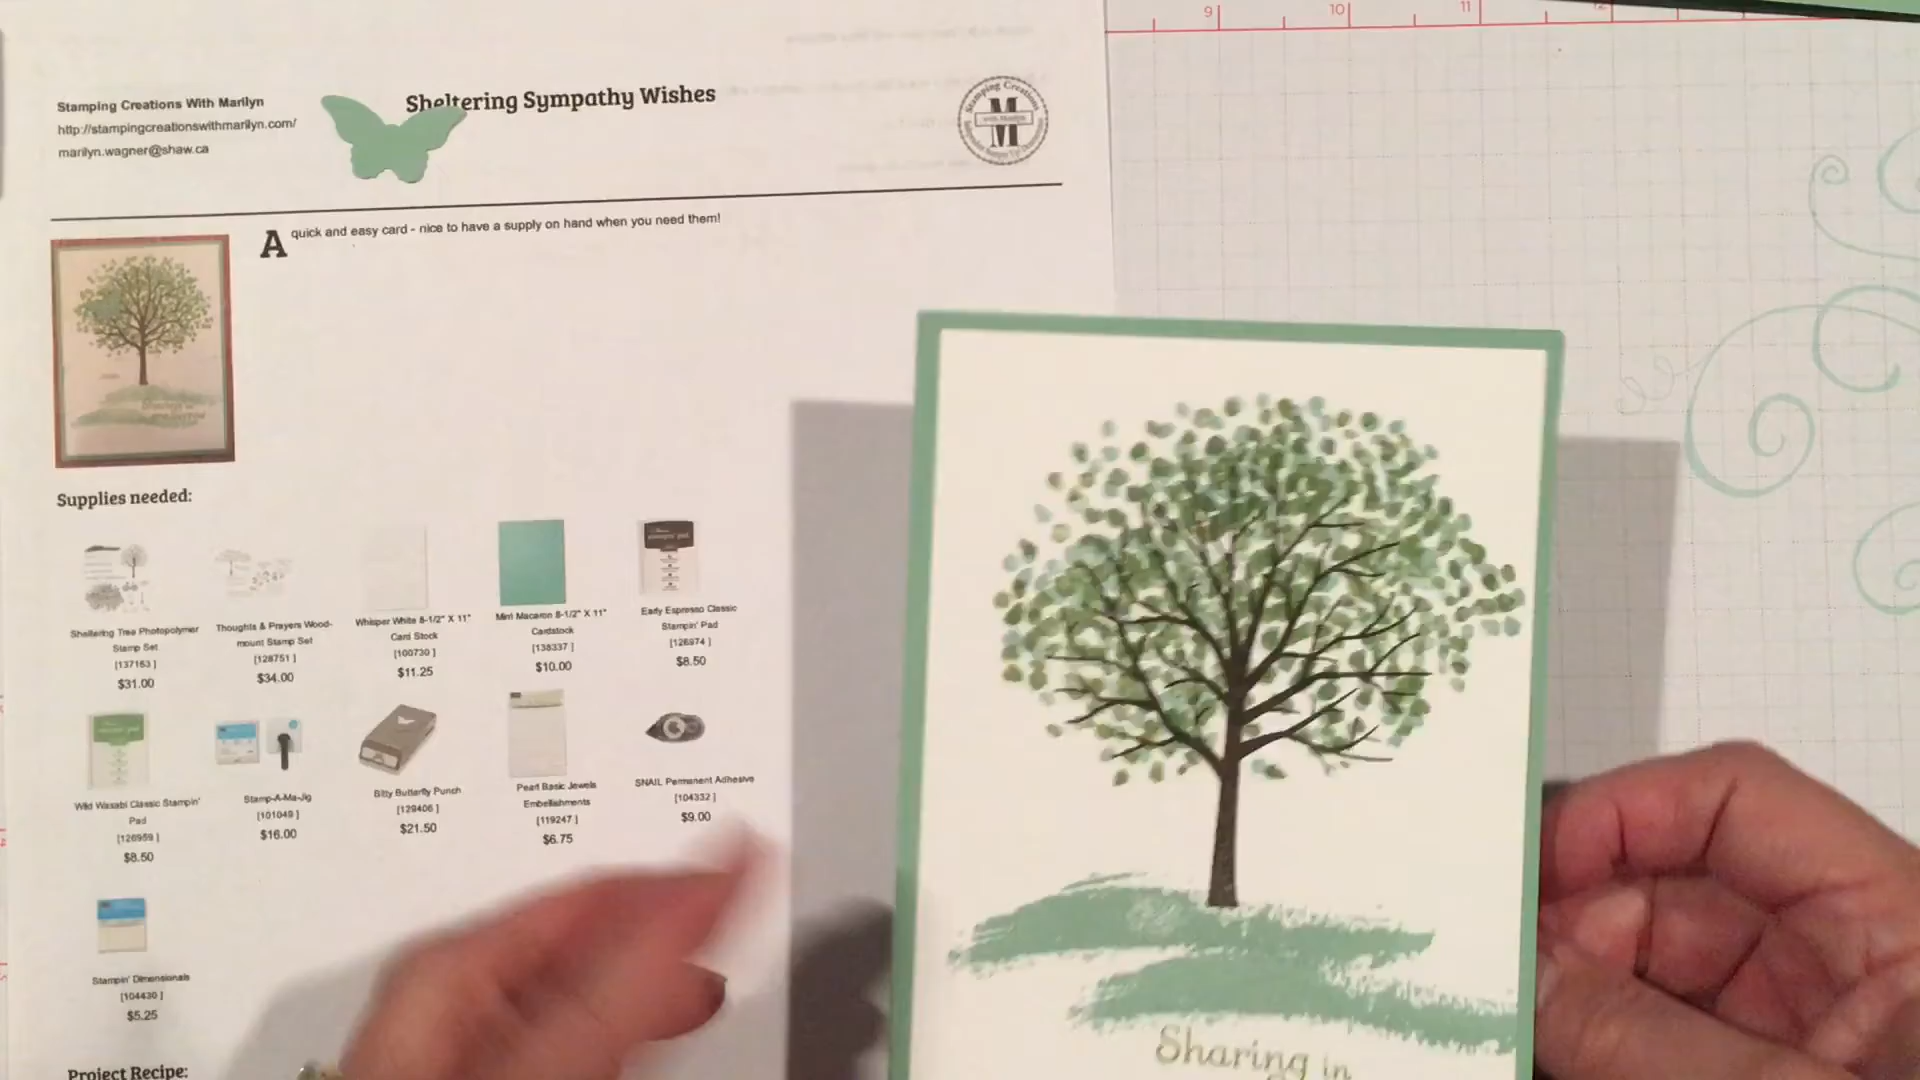 9 10 11 12
Stamping Creations With Marilyn
http://stampingcreationswithmarilyn.com/
marilyn.wagner@shaw.ca
Sheltering Sympathy Wishes
Stamping Creations
with Marilyn
M
A quick and easy card - nice to have a supply on hand when you need them!
Supplies needed:
Sheltering Tree Photopolymer
Stamp Set
[137163 ]
$31.00
Thoughts & Prayers Wood-
mount Stamp Set
[128751 ]
$34.00
Whisper White 8-1/2" X 11"
Card Stock
[100730 ]
$11.25
Mint Macaron 8-1/2" X 11"
Cardstock
[138337 ]
$10.00
Early Espresso Classic
Stampin' Pad
[126974 ]
$8.50
Wild Wasabi Classic Stampin'
Pad
[126959 ]
$8.50
Stamp-A-Ma-Jig
[101049 ]
$16.00
Bitty Butterfly Punch
[129406 ]
$21.50
Pearl Basic Jewels
Embellishments
[119247 ]
$6.75
SNAIL Permanent Adhesive
[104332 ]
$9.00
Stampin' Dimensionals
[104430 ]
$5.25
Project Recipe:
Sharing in